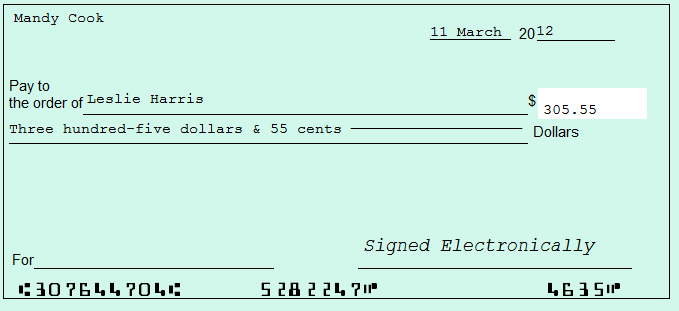 Mandy Cook
11 March 2012
Pay to
the order of Leslie Harris $ 305.55
Three hundred-five dollars & 55 cents Dollars
Signed Electronically
For
⑆307644704⑆5282247⑈ 4635⑈